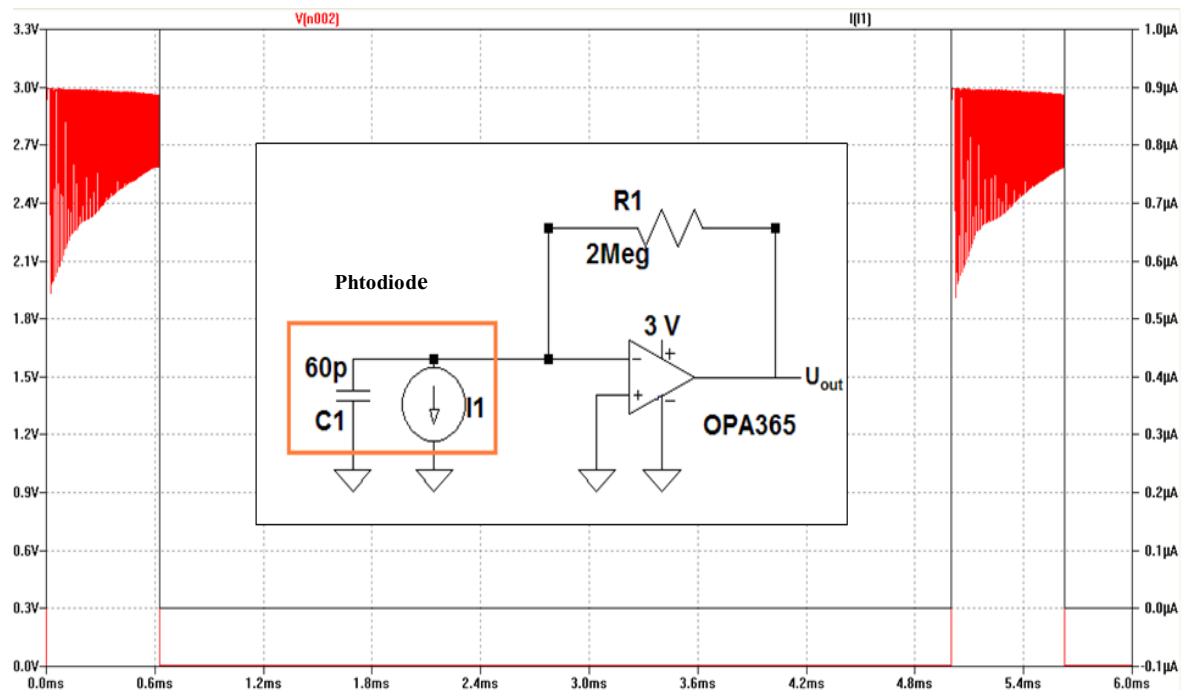 V(n002) I(I1)
3.3V 1.0µA
3.0V 0.9µA
2.7V 0.8µA
2.4V 0.7µA
2.1V 0.6µA
1.8V 0.5µA
1.5V 0.4µA
1.2V 0.3µA
0.9V 0.2µA
0.6V 0.1µA
0.3V 0.0µA
0.0V -0.1µA
0.0ms 0.6ms 1.2ms 1.8ms 2.4ms 3.0ms 3.6ms 4.2ms 4.8ms 5.4ms 6.0ms
R1
2Meg
Phtodiode
3 V
+
-
60p
C1
I1
-
+
Uout
OPA365